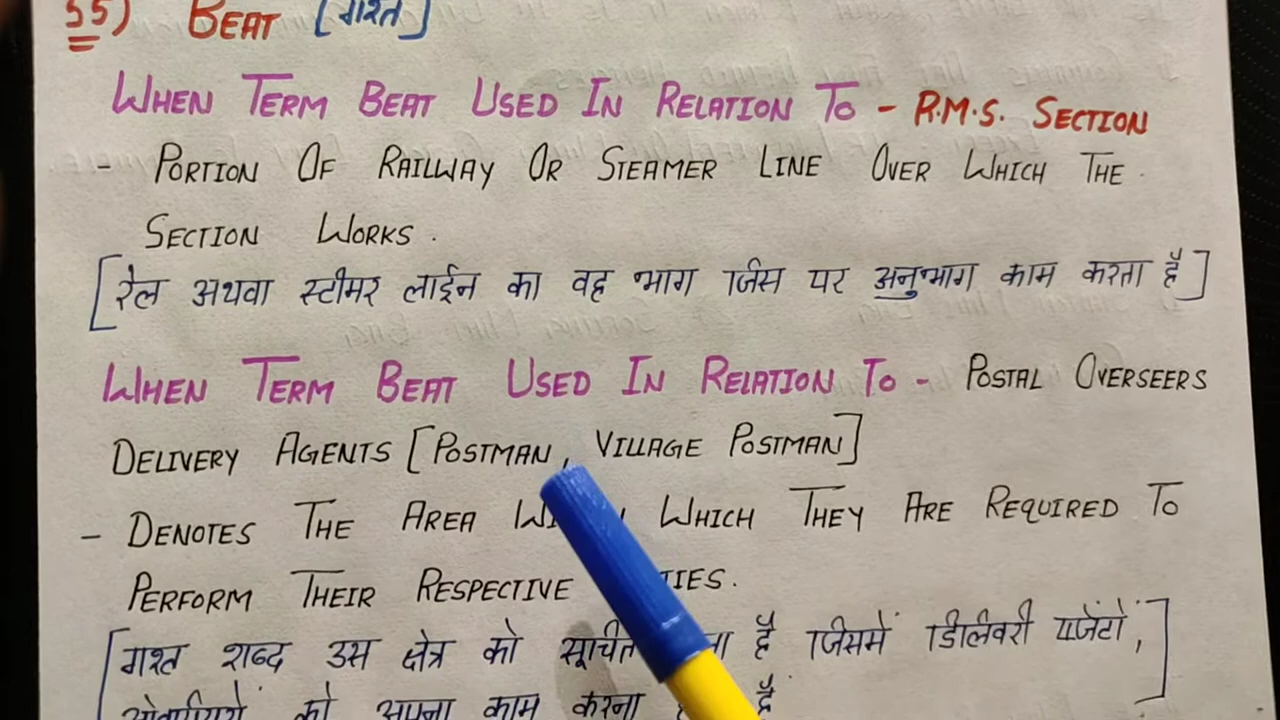 55) BEAT [गश्त]
WHEN TERM BEAT USED IN RELATION TO - R.M.S. SECTION
- PORTION OF RAILWAY OR STEAMER LINE OVER WHICH THE
SECTION WORKS.
[रेल अथवा स्टीमर लाईन का वह भाग जिस पर अनुभाग काम करता है]
WHEN TERM BEAT USED IN RELATION TO - POSTAL OVERSEERS
DELIVERY AGENTS [POSTMAN, VILLAGE POSTMAN]
- DENOTES THE AREA WHICH THEY ARE REQUIRED TO
PERFORM THEIR RESPECTIVE
[गश्त शब्द उस क्षेत्र को सूचित है जिसमें डिलिवरी एजेंटों,
को अपना काम करना है